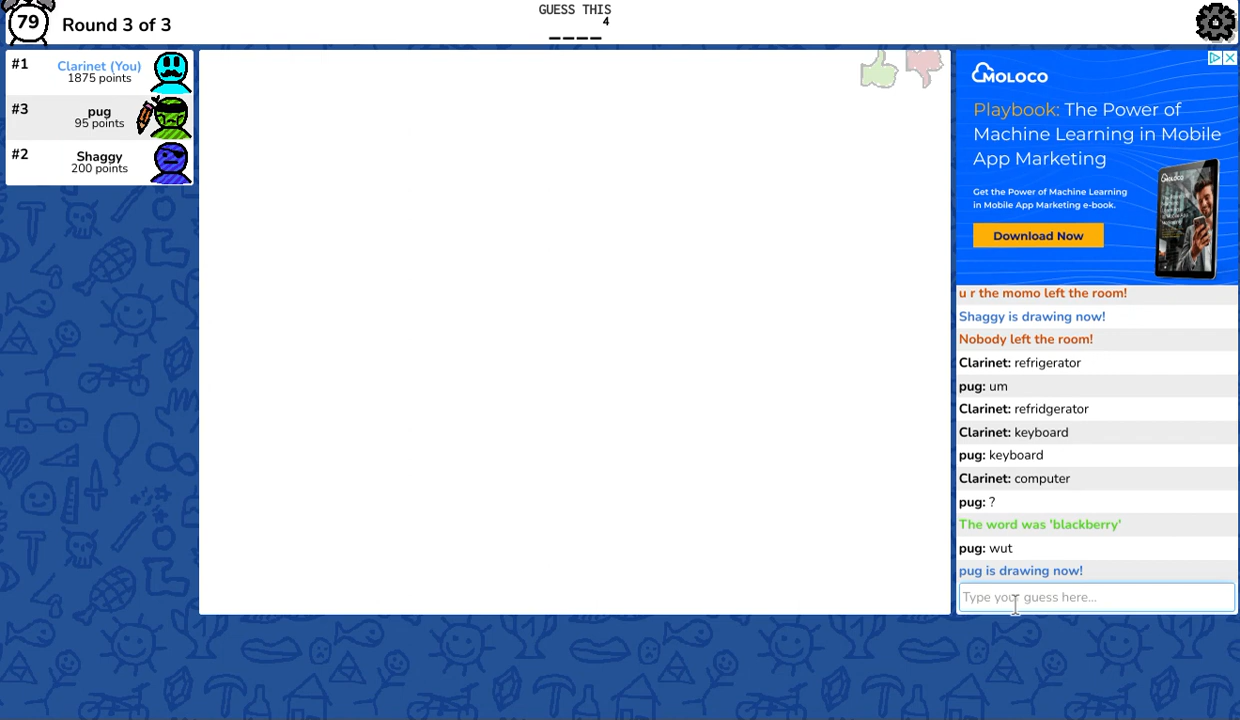 79
Round 3 of 3
GUESS THIS
4
____
#1
Clarinet (You)
1875 points
#3
pug
95 points
#2
Shaggy
200 points
MOLOCO
Playbook: The Power of
Machine Learning in Mobile
App Marketing
Get the Power of Machine Learning
in Mobile App Marketing e-book.
Download Now
MOLOCO
u r the momo left the room!
Shaggy is drawing now!
Nobody left the room!
Clarinet: refrigerator
pug: um
Clarinet: refridgerator
Clarinet: keyboard
pug: keyboard
Clarinet: computer
pug: ?
The word was 'blackberry'
pug: wut
pug is drawing now!
Type your guess here...